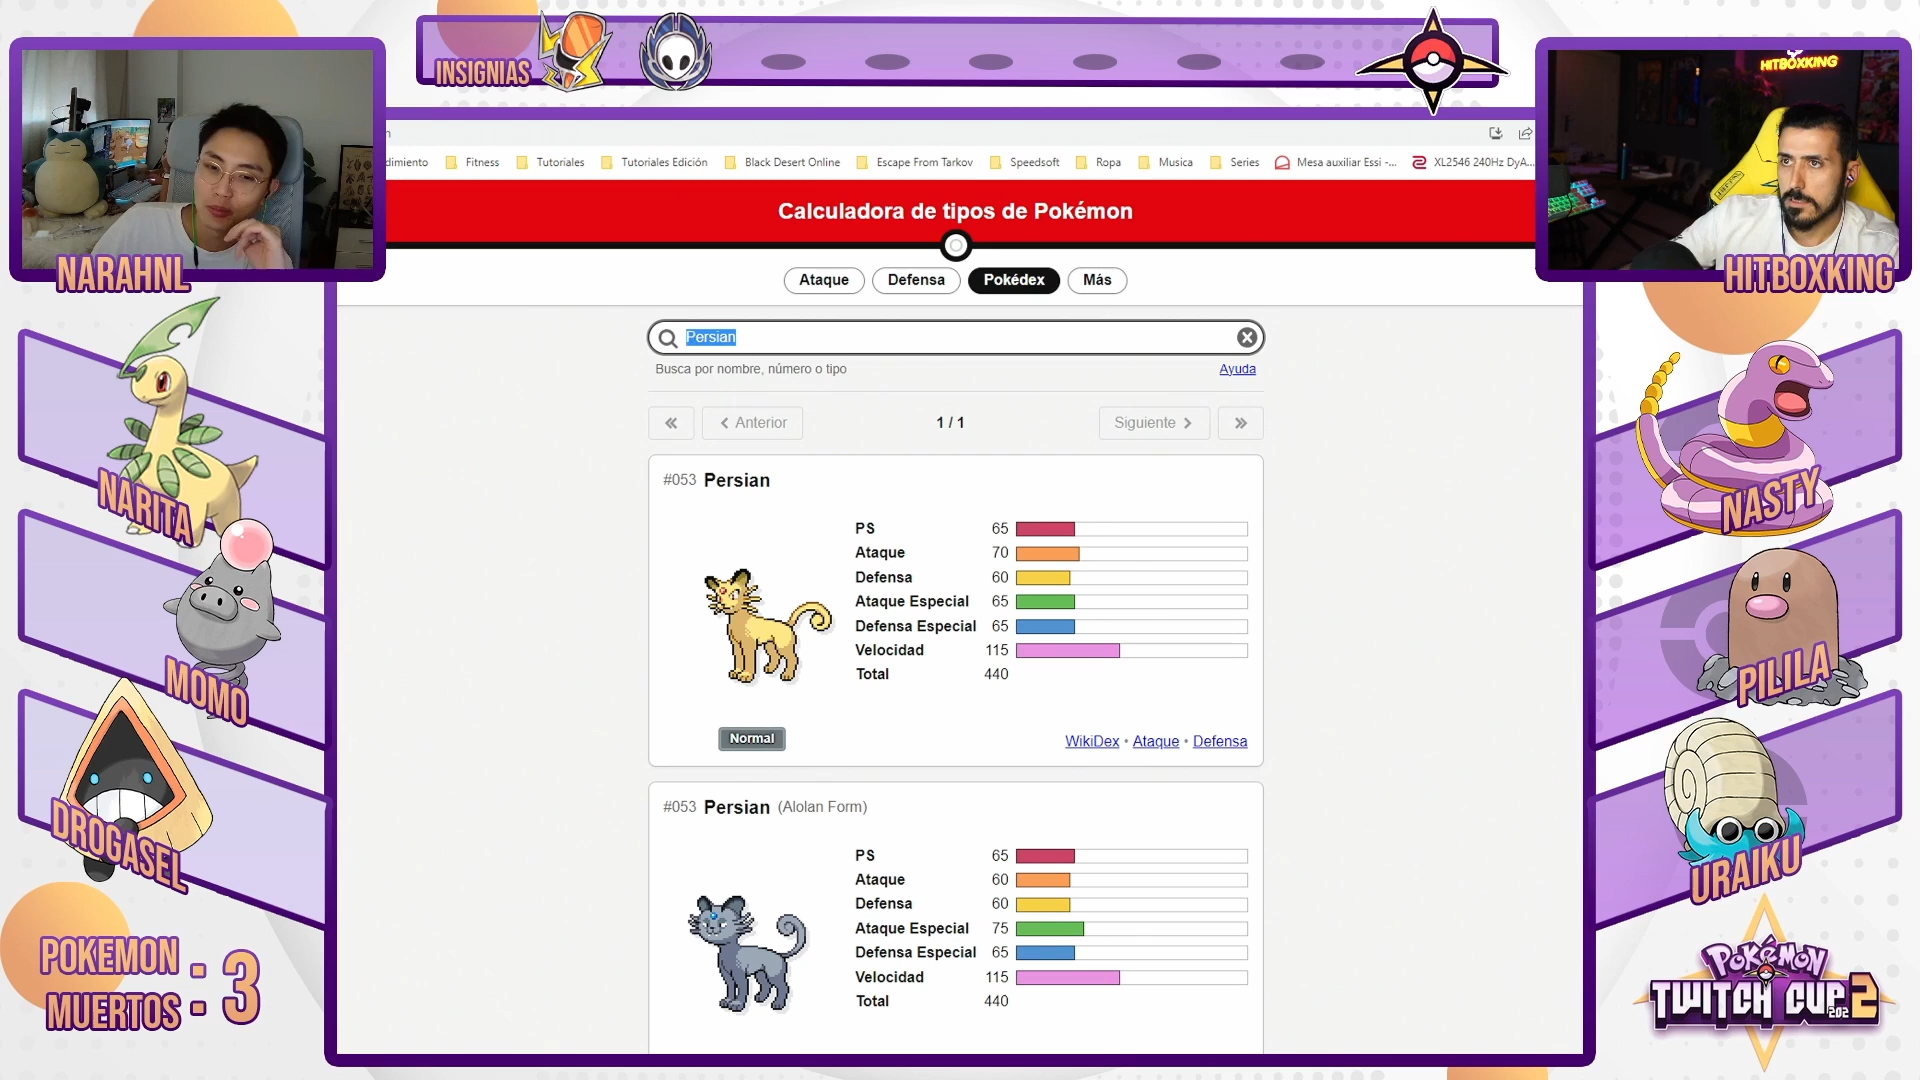 INSIGNIAS
HITBOXKING
NARAHNL
HITBOXKING
dimiento
Fitness
Tutoriales
Tutoriales Edición
Black Desert Online
Escape From Tarkov
Speedsoft
Ropa
Musica
Series
Mesa auxiliar Essi -...
XL2546 240Hz DyA...
Calculadora de tipos de Pokémon
Ataque
Defensa
Pokédex
Más
Persian
Busca por nombre, número o tipo
Ayuda
«
Anterior
1 / 1
Siguiente
»
#053 Persian
PS 65
Ataque 70
Defensa 60
Ataque Especial 65
Defensa Especial 65
Velocidad 115
Total 440
Normal
WikiDex • Ataque • Defensa
#053 Persian (Alolan Form)
PS 65
Ataque 60
Defensa 60
Ataque Especial 75
Defensa Especial 65
Velocidad 115
Total 440
NARITA
MOMO
DROGASEL
POKEMON
MUERTOS : 3
NASTY
PILILA
URAIKU
POKéMON
TWITCH CUP 2
202